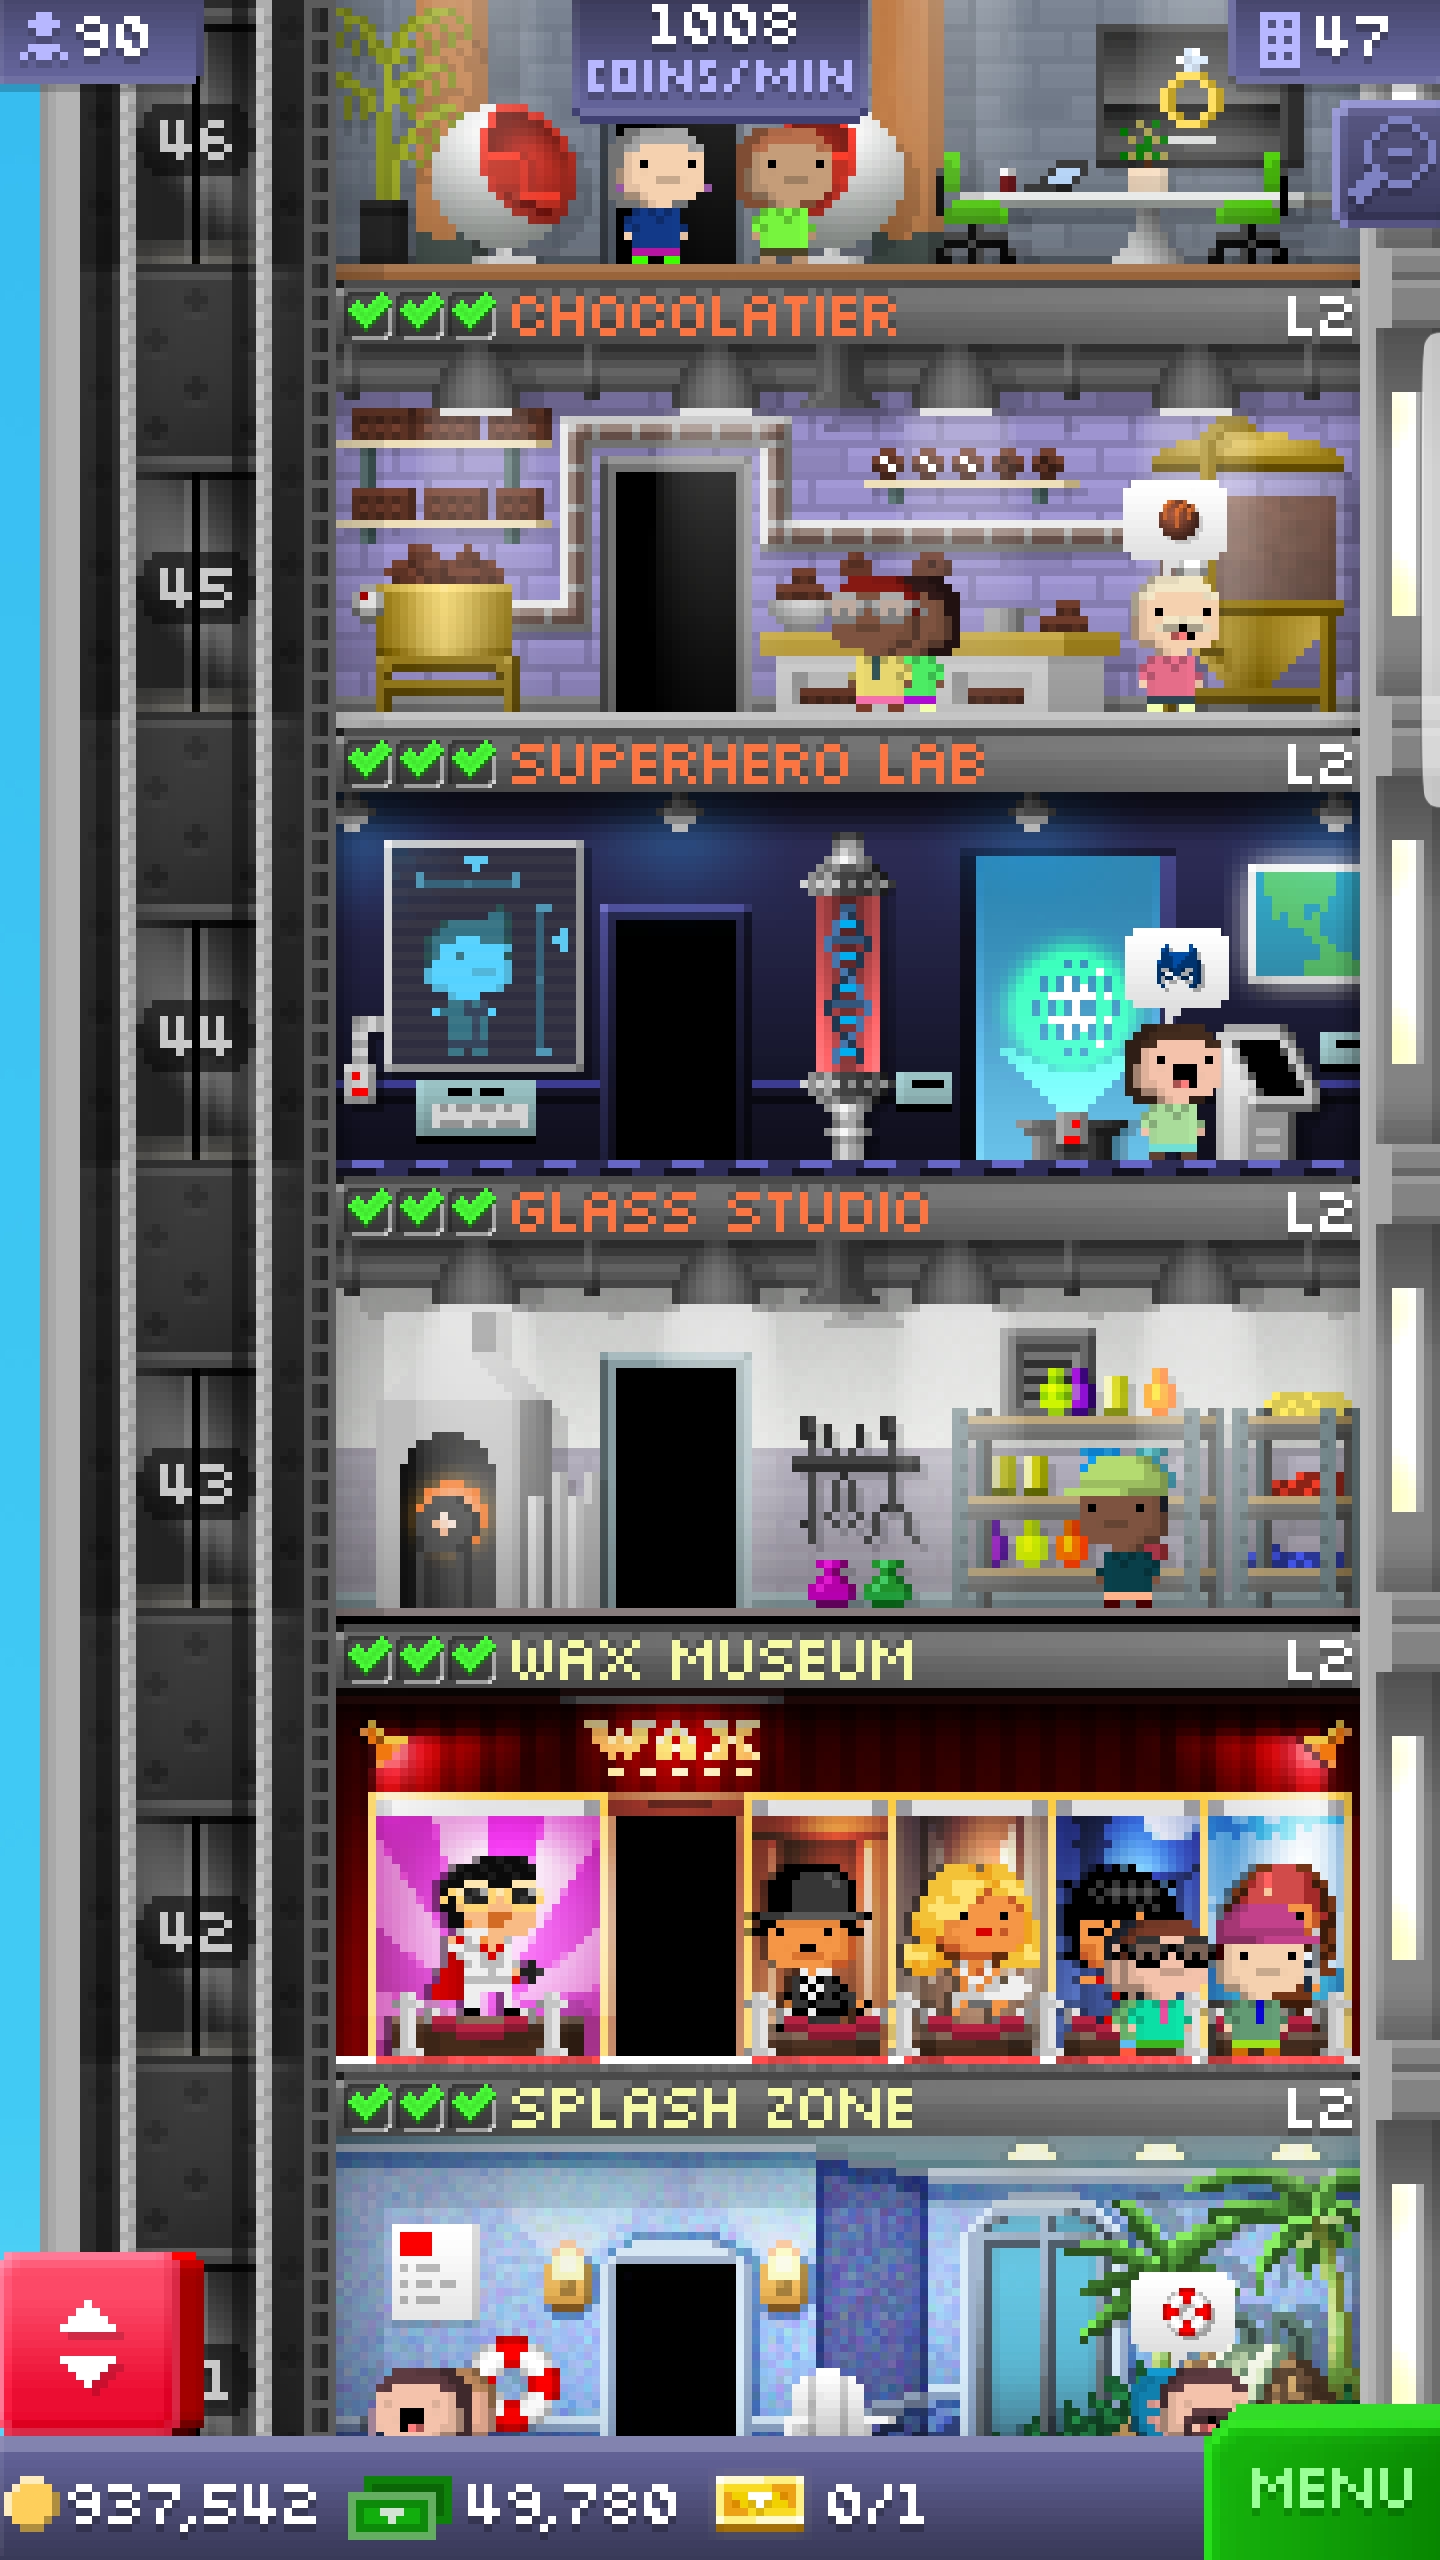 90
1008
COINS/MIN
47
46
CHOCOLATIER L2
45
SUPERHERO LAB L2
44
GLASS STUDIO L2
43
WAX MUSEUM L2
WAX
42
SPLASH ZONE L2
1
937,542 49,780 0/1
MENU